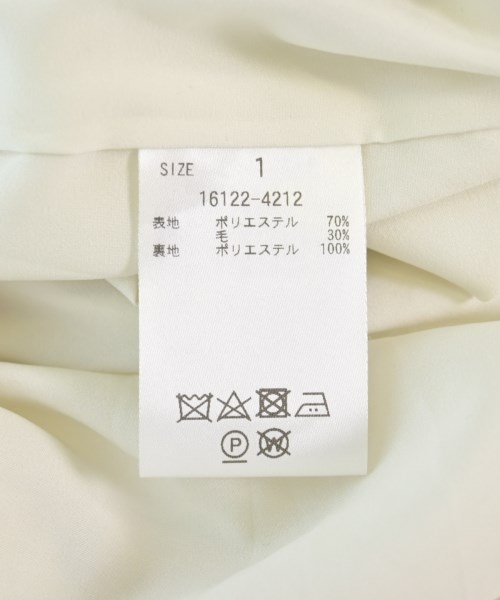 SIZE 1
16122-4212
表地 ポリエステル 70%
毛 30%
裏地 ポリエステル 100%
P
W